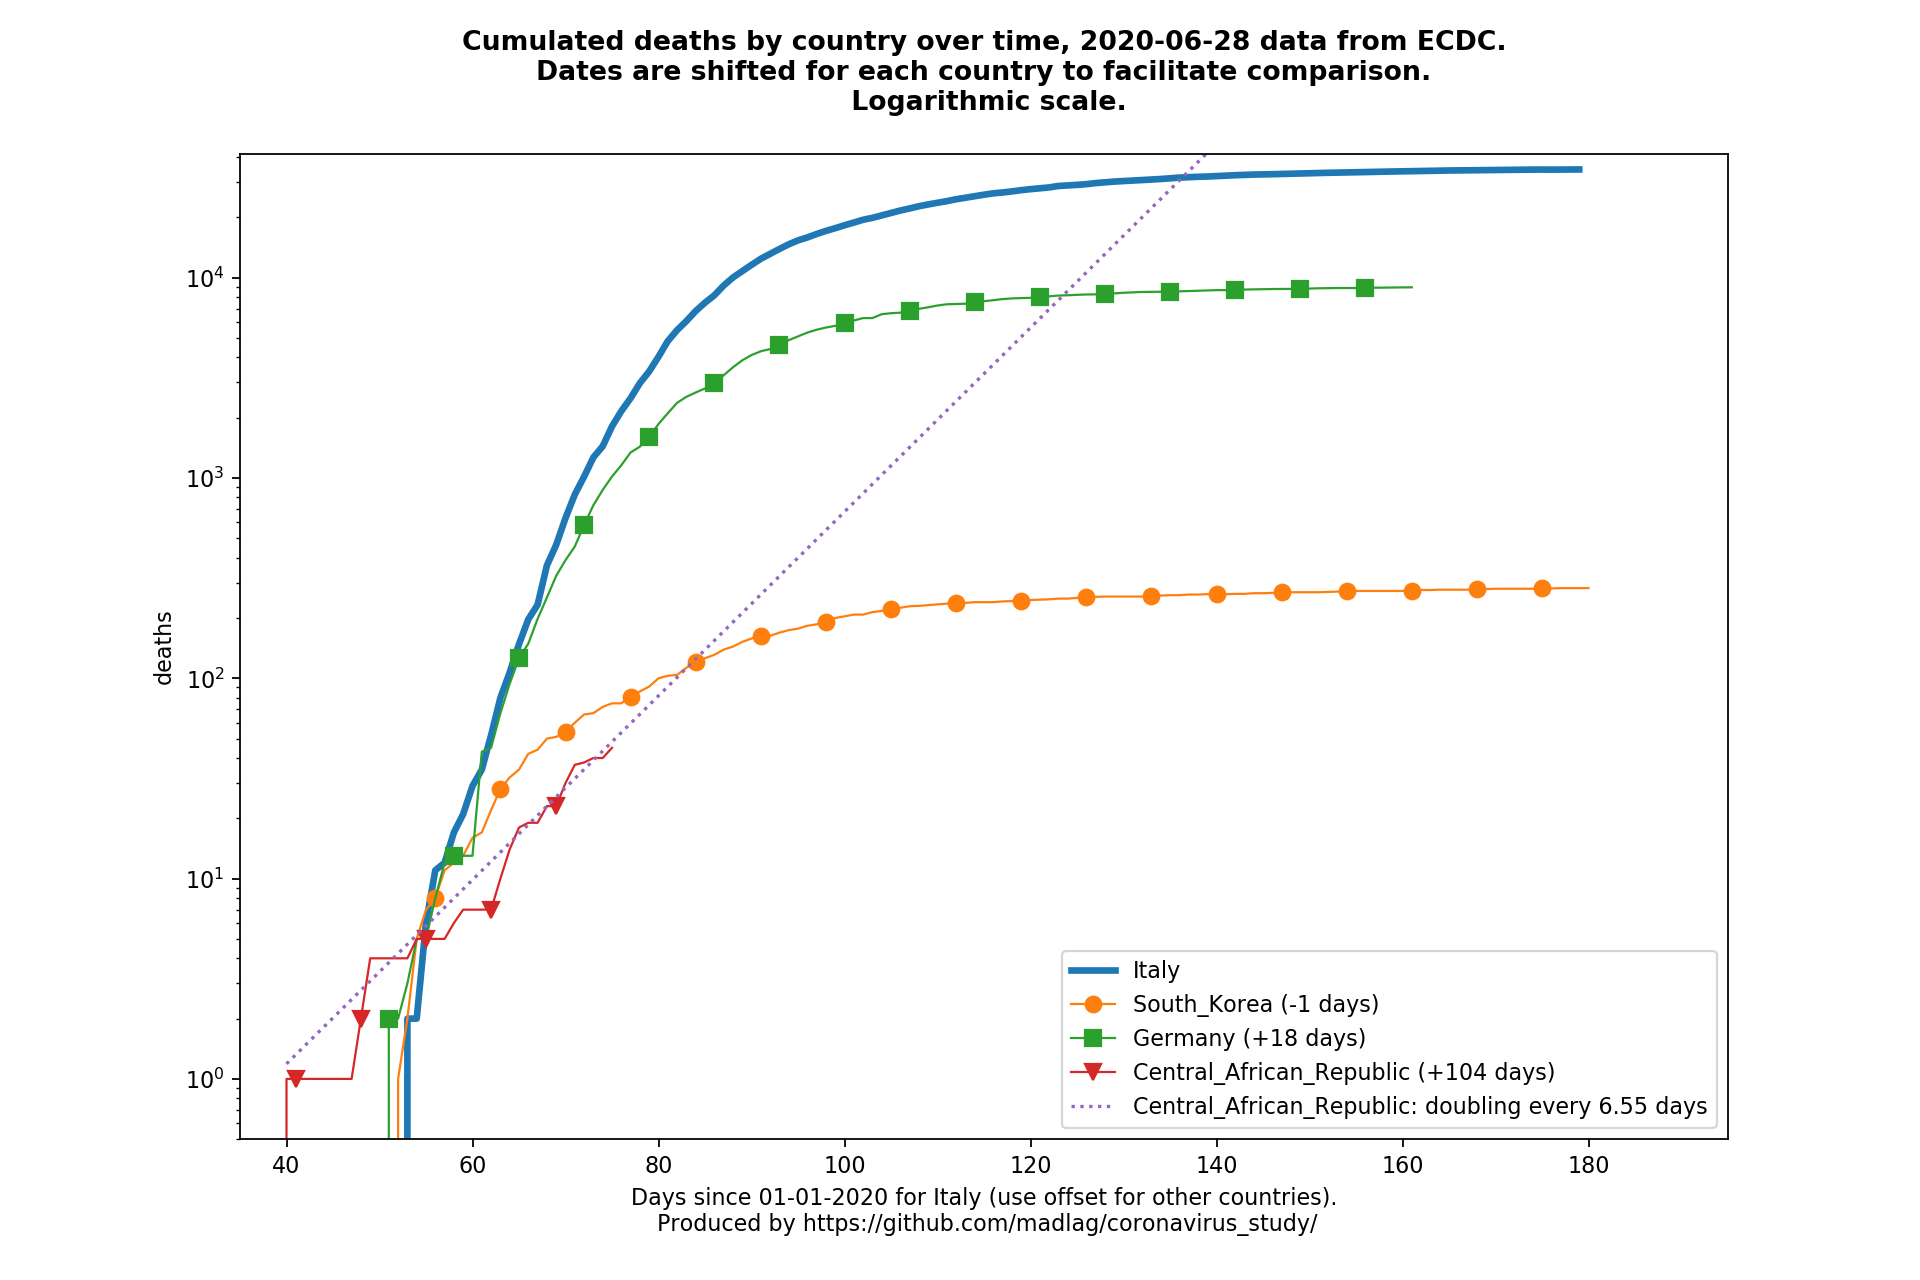 Cumulated deaths by country over time, 2020-06-28 data from ECDC.
Dates are shifted for each country to facilitate comparison.
Logarithmic scale.
deaths
10^4
10^3
10^2
10^1
10^0
Italy
South_Korea (-1 days)
Germany (+18 days)
Central_African_Republic (+104 days)
Central_African_Republic: doubling every 6.55 days
40 60 80 100 120 140 160 180
Days since 01-01-2020 for Italy (use offset for other countries).
Produced by https://github.com/madlag/coronavirus_study/